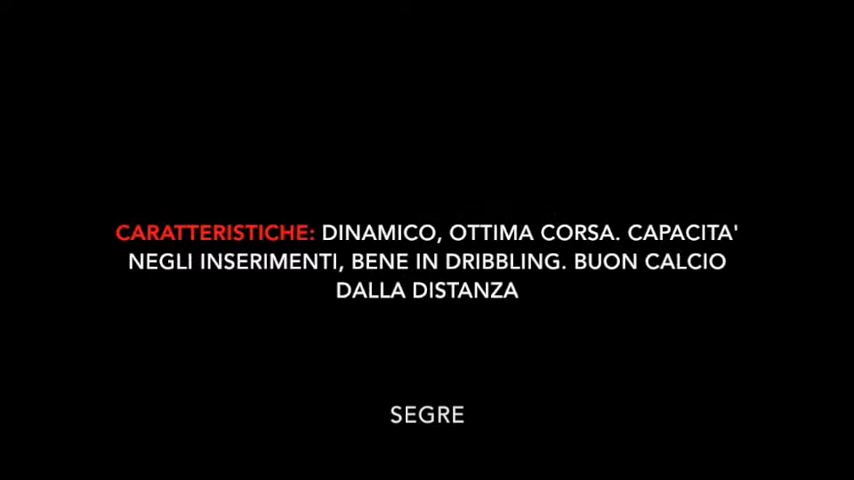 CARATTERISTICHE: DINAMICO, OTTIMA CORSA. CAPACITA'
NEGLI INSERIMENTI, BENE IN DRIBBLING. BUON CALCIO
DALLA DISTANZA
SEGRE